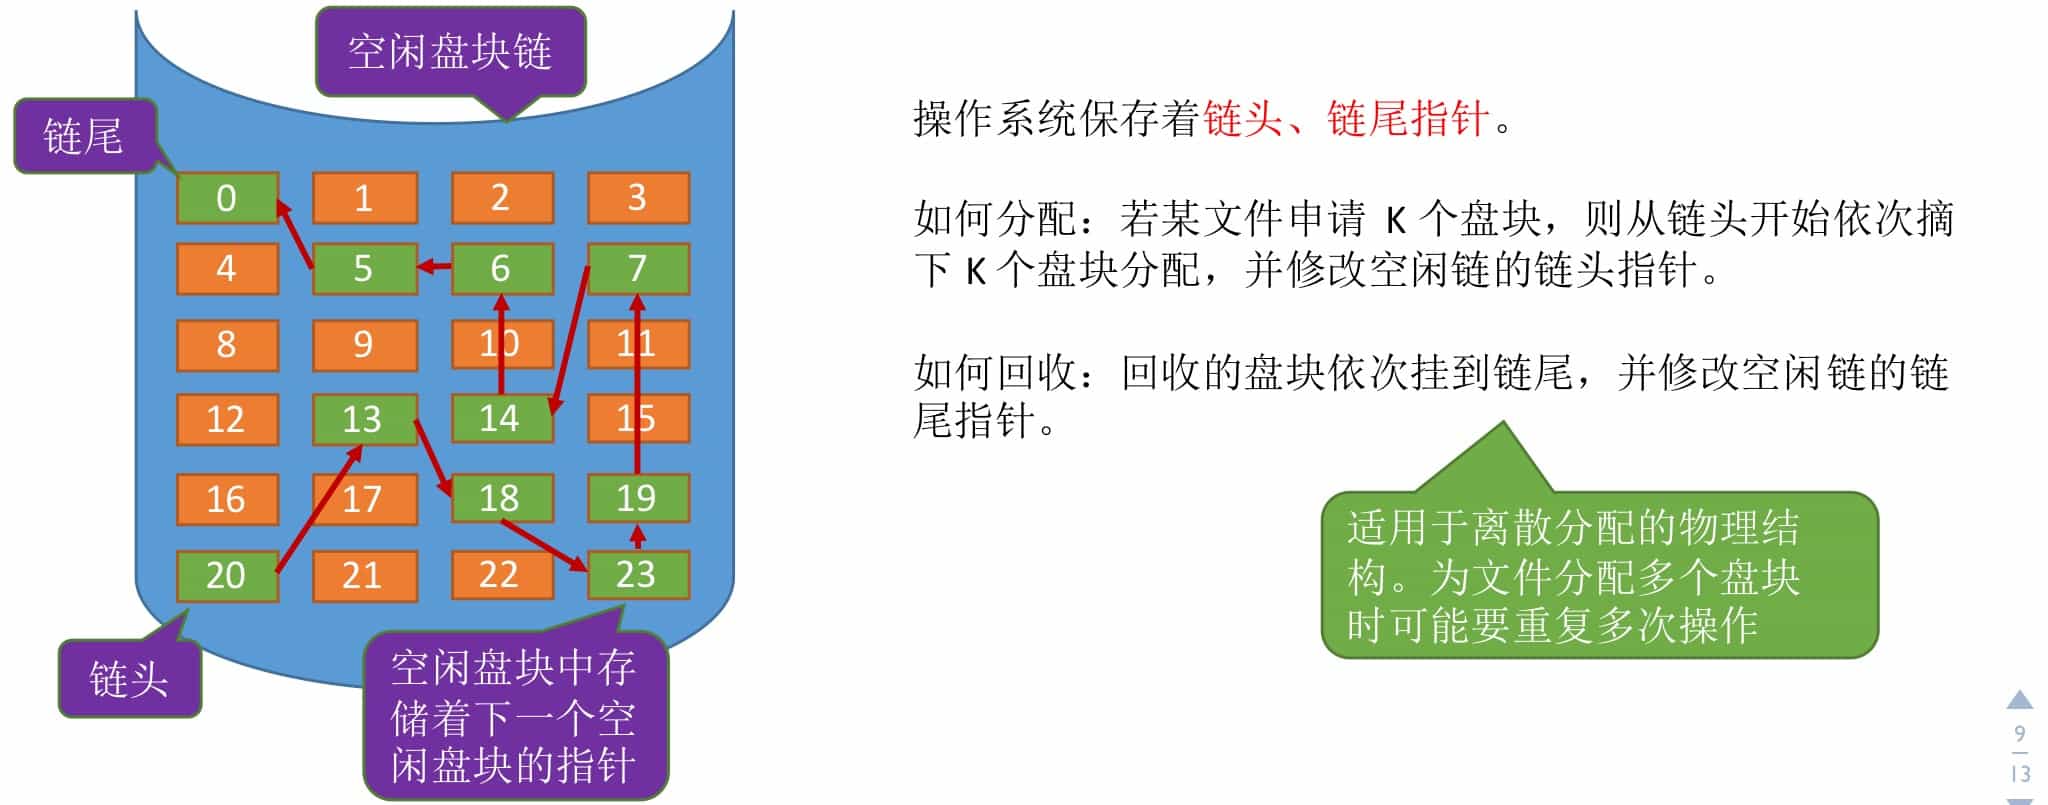 空闲盘块链
链尾
0 1 2 3
4 5 6 7
8 9 10 11
12 13 14 15
16 17 18 19
20 21 22 23
链头
空闲盘块中存
储着下一个空
闲盘块的指针
操作系统保存着链头、链尾指针。
如何分配：若某文件申请 K 个盘块，则从链头开始依次摘
下 K 个盘块分配，并修改空闲链的链头指针。
如何回收：回收的盘块依次挂到链尾，并修改空闲链的链
尾指针。
适用于离散分配的物理结
构。为文件分配多个盘块
时可能要重复多次操作
9
13